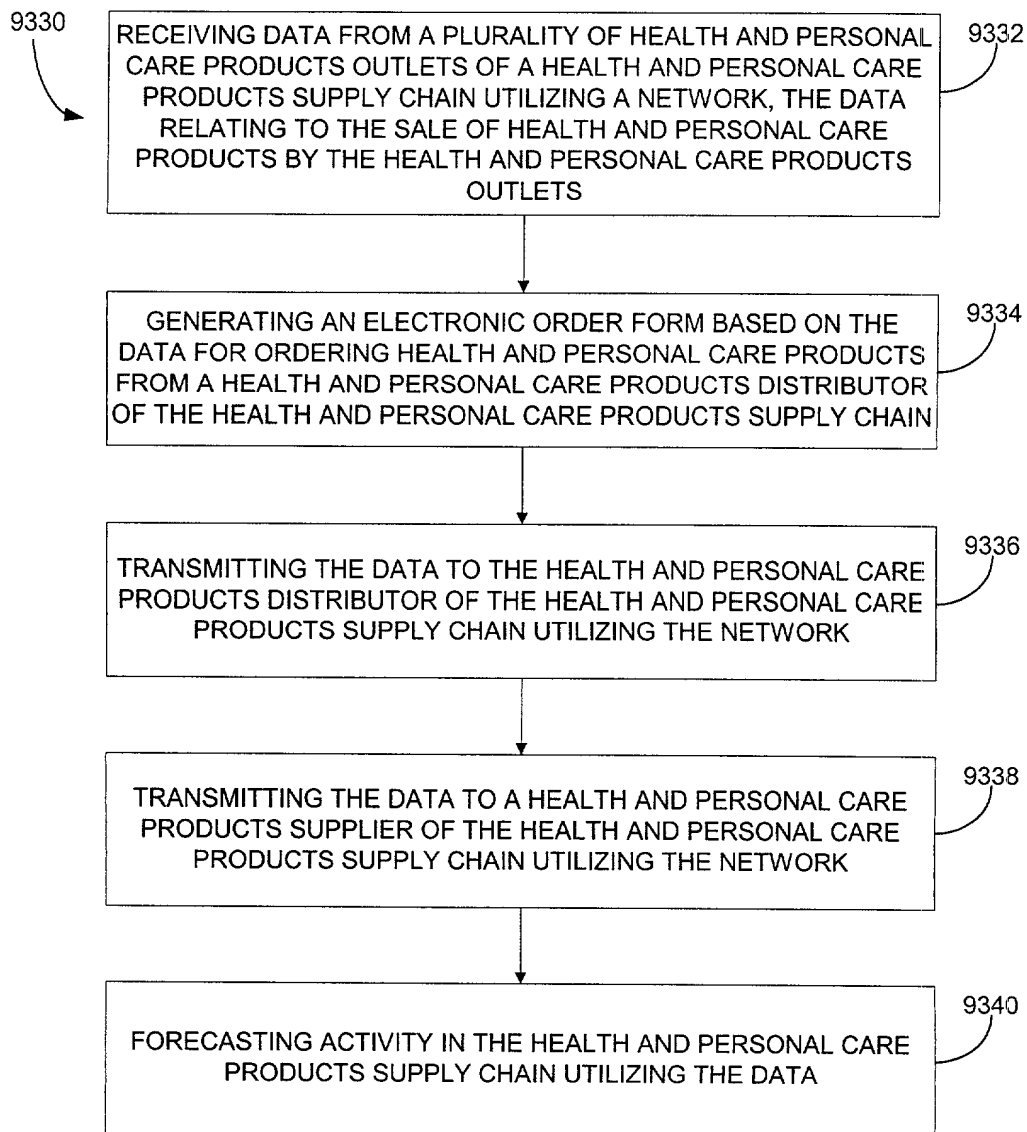 9330
RECEIVING DATA FROM A PLURALITY OF HEALTH AND PERSONAL
CARE PRODUCTS OUTLETS OF A HEALTH AND PERSONAL CARE
PRODUCTS SUPPLY CHAIN UTILIZING A NETWORK, THE DATA
RELATING TO THE SALE OF HEALTH AND PERSONAL CARE
PRODUCTS BY THE HEALTH AND PERSONAL CARE PRODUCTS
OUTLETS
9332
GENERATING AN ELECTRONIC ORDER FORM BASED ON THE
DATA FOR ORDERING HEALTH AND PERSONAL CARE PRODUCTS
FROM A HEALTH AND PERSONAL CARE PRODUCTS DISTRIBUTOR
OF THE HEALTH AND PERSONAL CARE PRODUCTS SUPPLY CHAIN
9334
TRANSMITTING THE DATA TO THE HEALTH AND PERSONAL CARE
PRODUCTS DISTRIBUTOR OF THE HEALTH AND PERSONAL CARE
PRODUCTS SUPPLY CHAIN UTILIZING THE NETWORK
9336
TRANSMITTING THE DATA TO A HEALTH AND PERSONAL CARE
PRODUCTS SUPPLIER OF THE HEALTH AND PERSONAL CARE
PRODUCTS SUPPLY CHAIN UTILIZING THE NETWORK
9338
FORECASTING ACTIVITY IN THE HEALTH AND PERSONAL CARE
PRODUCTS SUPPLY CHAIN UTILIZING THE DATA
9340